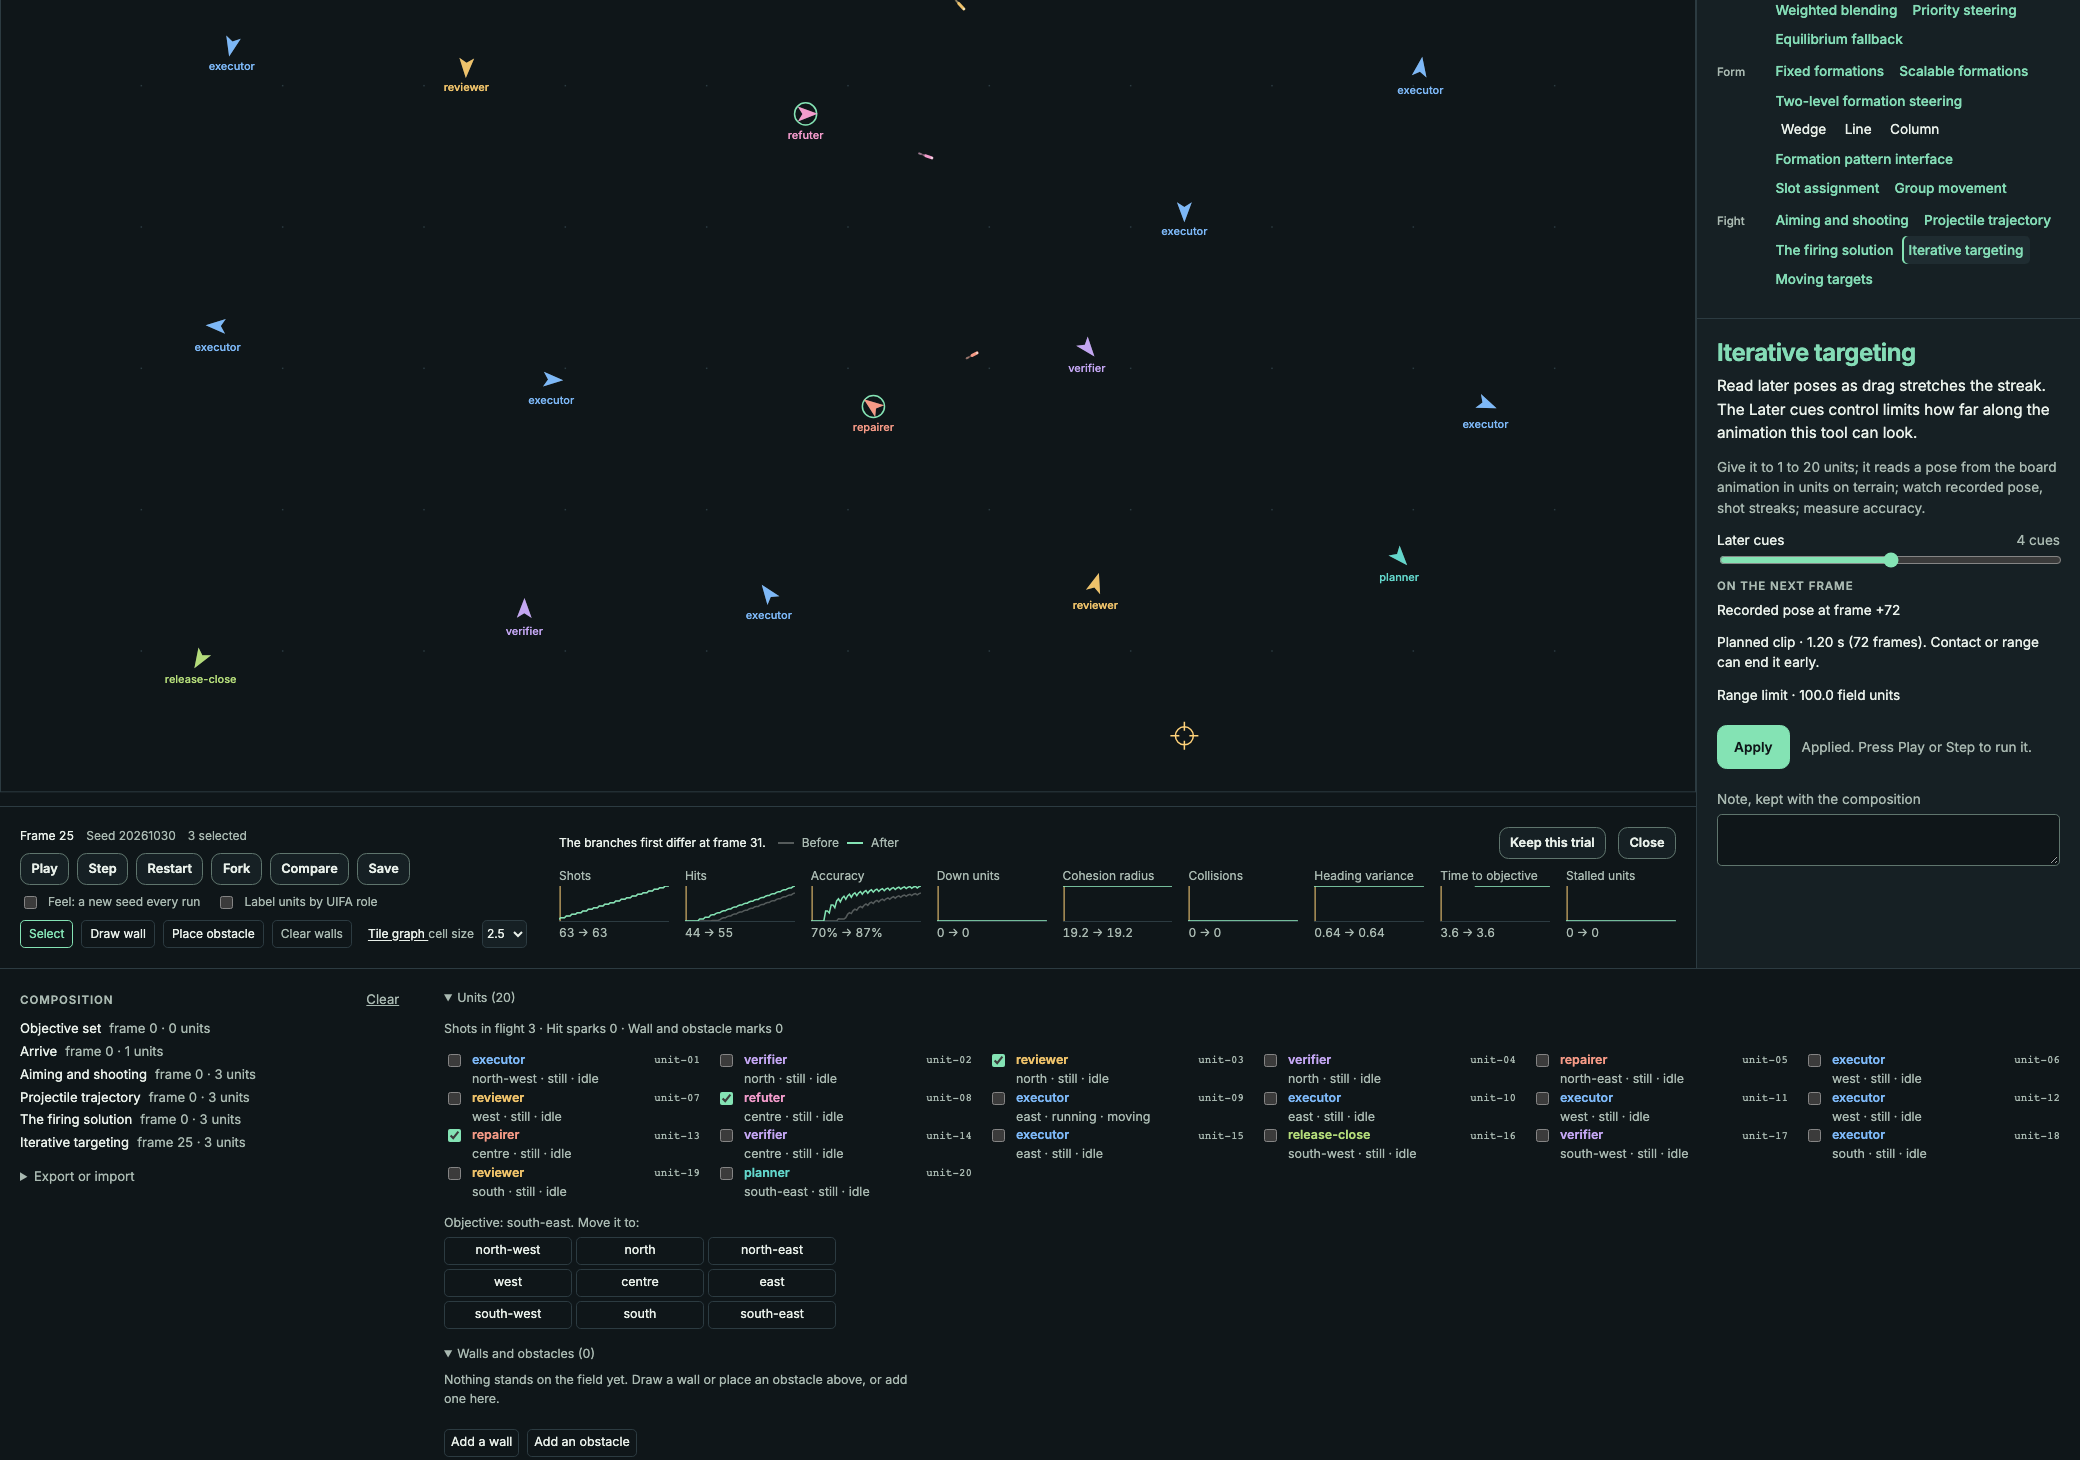 executor
reviewer
executor
refuter
executor
executor
verifier
executor
repairer
executor
planner
reviewer
executor
verifier
release-close
Weighted blending Priority steering
Equilibrium fallback
Form Fixed formations Scalable formations
Two-level formation steering
Wedge Line Column
Formation pattern interface
Slot assignment Group movement
Fight Aiming and shooting Projectile trajectory
The firing solution Iterative targeting
Moving targets
Iterative targeting
Read later poses as drag stretches the streak.
The Later cues control limits how far along the
animation this tool can look.
Give it to 1 to 20 units; it reads a pose from the board
animation in units on terrain; watch recorded pose,
shot streaks; measure accuracy.
Later cues 4 cues
ON THE NEXT FRAME
Recorded pose at frame +72
Planned clip · 1.20 s (72 frames). Contact or range
can end it early.
Range limit · 100.0 field units
Apply Applied. Press Play or Step to run it.
Note, kept with the composition
Frame 25 Seed 20261030 3 selected
Play Step Restart Fork Compare Save
Feel: a new seed every run Label units by UIFA role
Select Draw wall Place obstacle Clear walls Tile graph cell size 2.5
The branches first differ at frame 31. Before After Keep this trial Close
Shots Hits Accuracy Down units Cohesion radius Collisions Heading variance Time to objective Stalled units
63 → 63 44 → 55 70% → 87% 0 → 0 19.2 → 19.2 0 → 0 0.64 → 0.64 3.6 → 3.6 0 → 0
COMPOSITION Clear
Objective set frame 0 · 0 units
Arrive frame 0 · 1 units
Aiming and shooting frame 0 · 3 units
Projectile trajectory frame 0 · 3 units
The firing solution frame 0 · 3 units
Iterative targeting frame 25 · 3 units
▶ Export or import
▼ Units (20)
Shots in flight 3 · Hit sparks 0 · Wall and obstacle marks 0
executor unit-01 verifier unit-02 reviewer unit-03 verifier unit-04 repairer unit-05 executor unit-06
north-west · still · idle north · still · idle north · still · idle north · still · idle north-east · still · idle west · still · idle
reviewer unit-07 refuter unit-08 executor unit-09 executor unit-10 executor unit-11 executor unit-12
west · still · idle centre · still · idle east · running · moving east · still · idle west · still · idle west · still · idle
repairer unit-13 verifier unit-14 executor unit-15 release-close unit-16 verifier unit-17 executor unit-18
centre · still · idle centre · still · idle east · still · idle south-west · still · idle south-west · still · idle south · still · idle
reviewer unit-19 planner unit-20
south · still · idle south-east · still · idle
Objective: south-east. Move it to:
north-west north north-east
west centre east
south-west south south-east
▼ Walls and obstacles (0)
Nothing stands on the field yet. Draw a wall or place an obstacle above, or add
one here.
Add a wall Add an obstacle